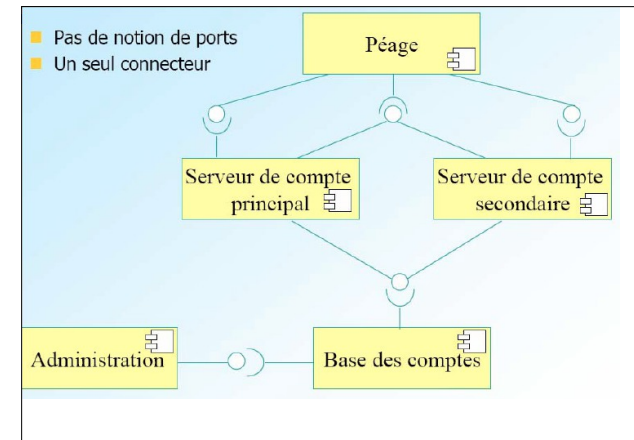 Pas de notion de ports
Un seul connecteur
Péage
Serveur de compte
principal
Serveur de compte
secondaire
Administration
Base des comptes